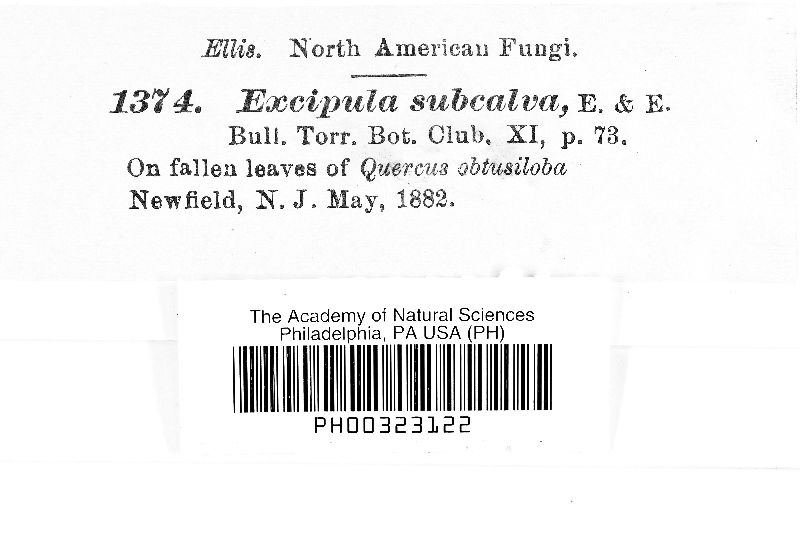 Ellis. North American Fungi.
1374. Excipula subcalva, E. & E.
Bull. Torr. Bot. Club. XI, p. 73.
On fallen leaves of Quercus obtusiloba
Newfield, N. J. May, 1882.
The Academy of Natural Sciences
Philadelphia, PA USA (PH)
PH00323122